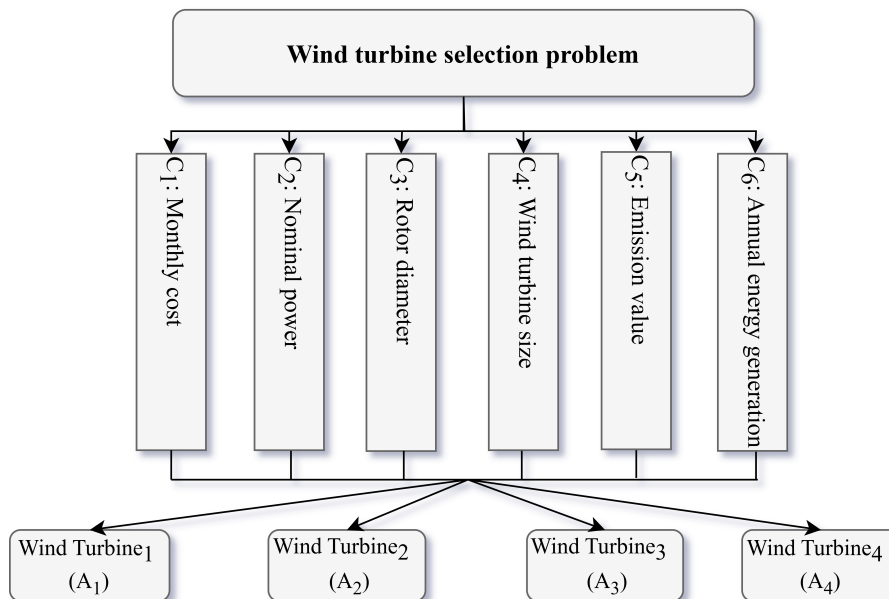 Wind turbine selection problem
C₁: Monthly cost
C₂: Nominal power
C₃: Rotor diameter
C₄: Wind turbine size
C₅: Emission value
C₆: Annual energy generation
Wind Turbine₁
(A₁)
Wind Turbine₂
(A₂)
Wind Turbine₃
(A₃)
Wind Turbine₄
(A₄)